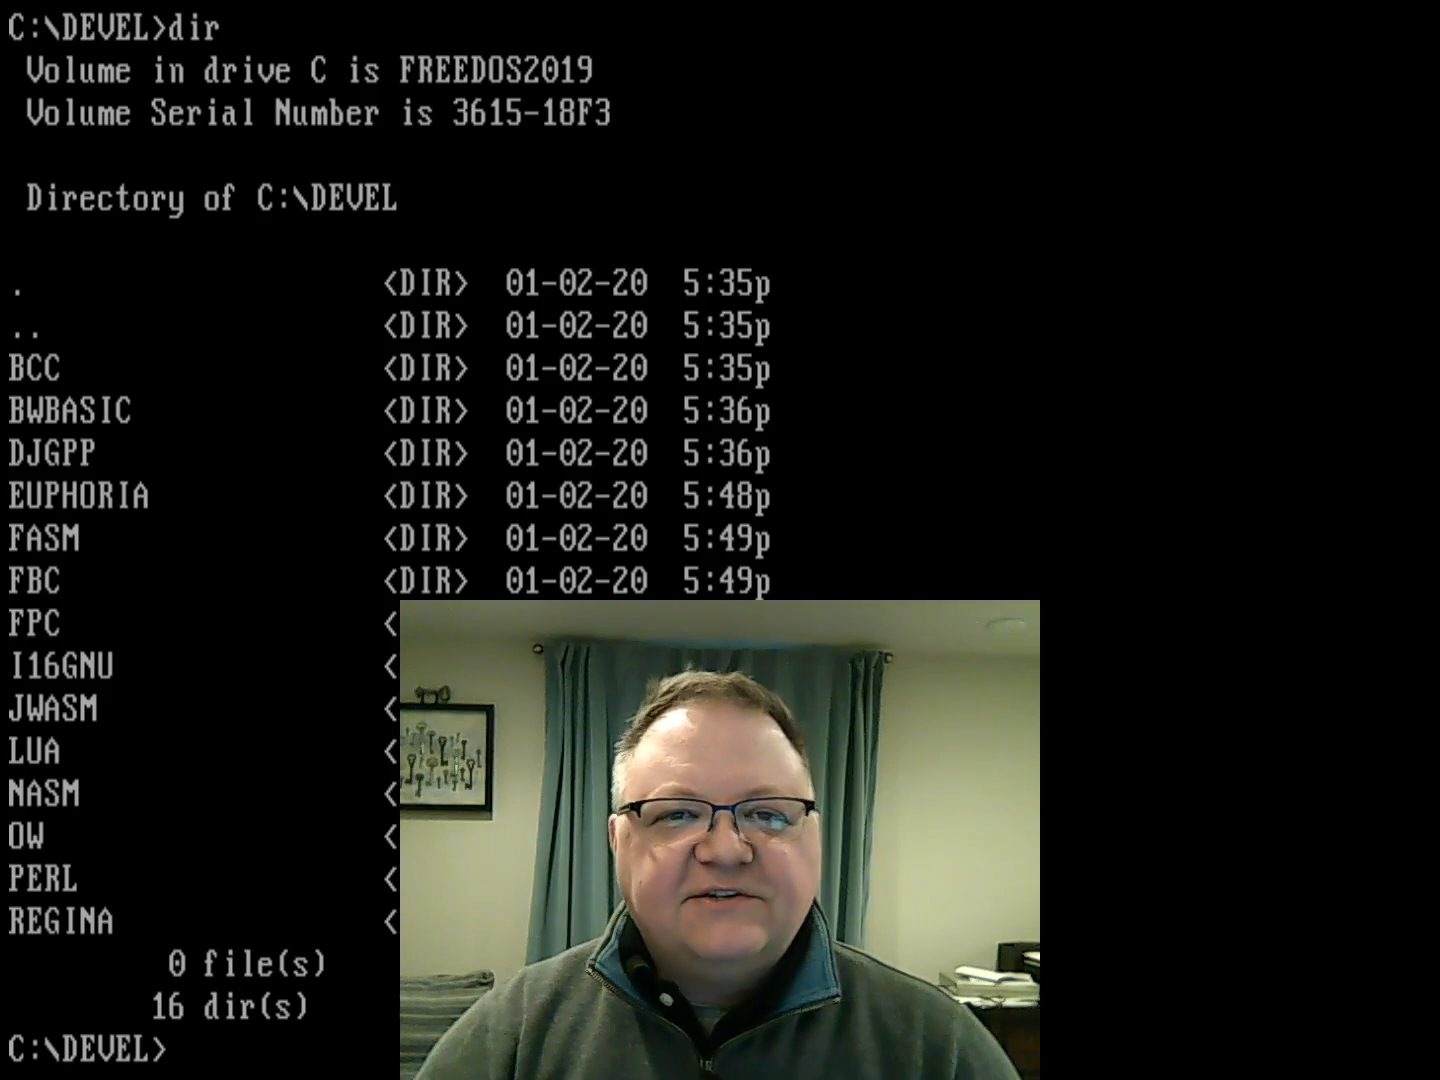 C:\DEVEL>dir
Volume in drive C is FREEDOS2019
Volume Serial Number is 3615-18F3
Directory of C:\DEVEL
. <DIR> 01-02-20 5:35p
.. <DIR> 01-02-20 5:35p
BCC <DIR> 01-02-20 5:35p
BWBASIC <DIR> 01-02-20 5:36p
DJGPP <DIR> 01-02-20 5:36p
EUPHORIA <DIR> 01-02-20 5:48p
FASM <DIR> 01-02-20 5:49p
FBC <DIR> 01-02-20 5:49p
FPC <
I16GNU <
JWASM <
LUA <
NASM <
OW <
PERL <
REGINA <
0 file(s)
16 dir(s)
C:\DEVEL>